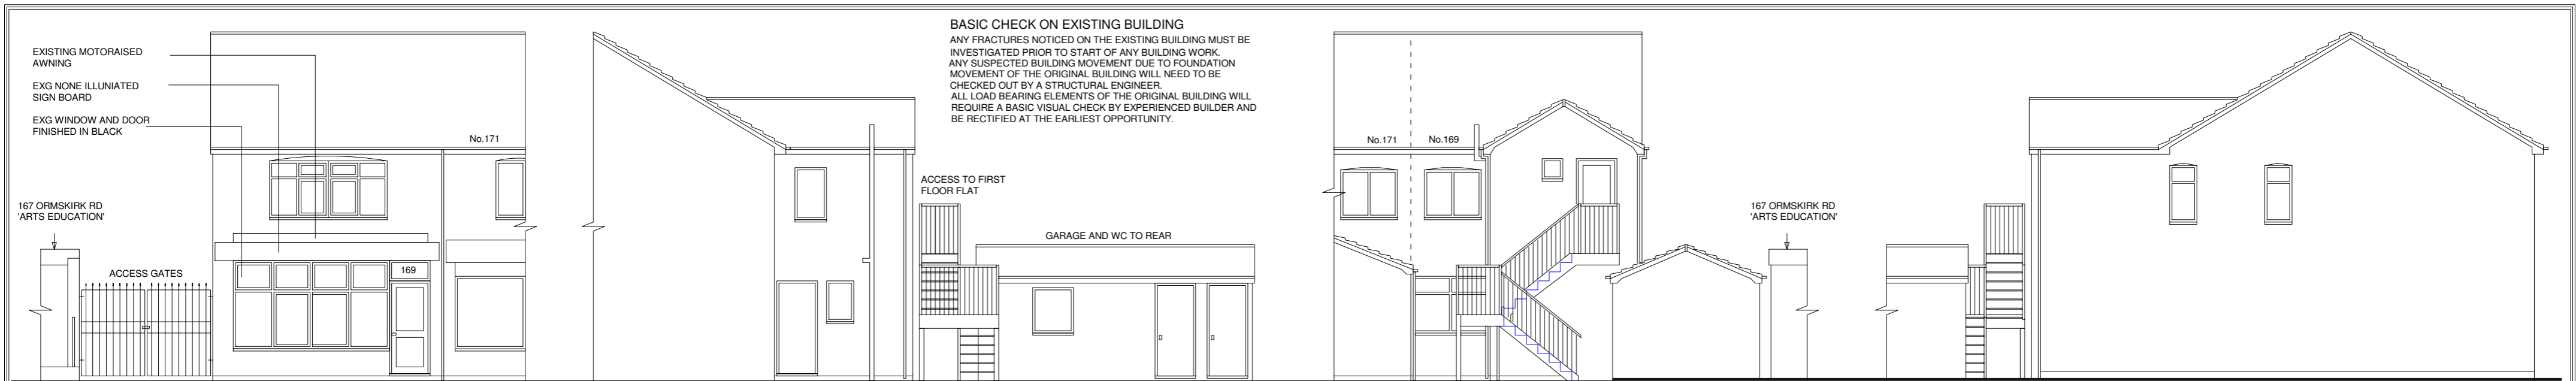 BASIC CHECK ON EXISTING BUILDING
ANY FRACTURES NOTICED ON THE EXISTING BUILDING MUST BE
INVESTIGATED PRIOR TO START OF ANY BUILDING WORK.
ANY SUSPECTED BUILDING MOVEMENT DUE TO FOUNDATION
MOVEMENT OF THE ORIGINAL BUILDING WILL NEED TO BE
CHECKED OUT BY A STRUCTURAL ENGINEER.
ALL LOAD BEARING ELEMENTS OF THE ORIGINAL BUILDING WILL
REQUIRE A BASIC VISUAL CHECK BY EXPERIENCED BUILDER AND
BE RECTIFIED AT THE EARLIEST OPPORTUNITY.
EXISTING MOTORAISED
AWNING
EXG NONE ILLUNIATED
SIGN BOARD
EXG WINDOW AND DOOR
FINISHED IN BLACK
No.171
167 ORMSKIRK RD
'ARTS EDUCATION'
ACCESS GATES
169
ACCESS TO FIRST
FLOOR FLAT
GARAGE AND WC TO REAR
No.171
No.169
167 ORMSKIRK RD
'ARTS EDUCATION'